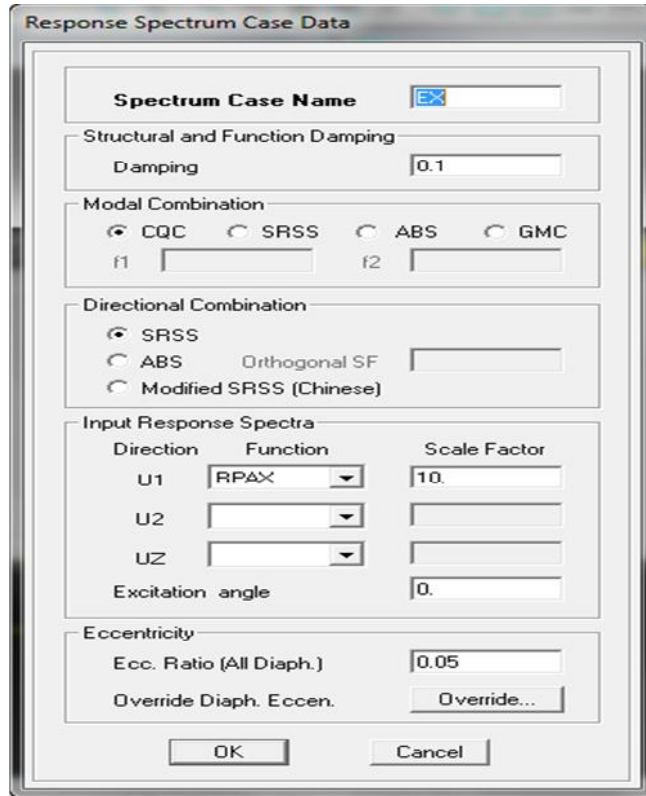 Response Spectrum Case Data
Spectrum Case Name EX
Structural and Function Damping
Damping 0.1
Modal Combination
CQC SRSS ABS GMC
f1 f2
Directional Combination
SRSS
ABS Orthogonal SF
Modified SRSS (Chinese)
Input Response Spectra
Direction Function Scale Factor
U1 RPAX 10.
U2
UZ
Excitation angle 0.
Eccentricity
Ecc. Ratio (All Diaph.) 0.05
Override Diaph. Eccen. Override...
OK Cancel